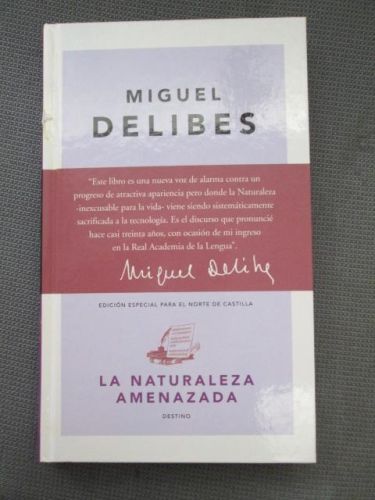 MIGUEL
DELIBES
"Este libro es una nueva voz de alarma contra un
progreso de atractiva apariencia pero donde la Naturaleza
-inexcusable para la vida- viene siendo sistemáticamente
sacrificada a la tecnología. Es el discurso que pronuncié
hace casi treinta años, con ocasión de mi ingreso
en la Real Academia de la Lengua".
Miguel Delibes
EDICIÓN ESPECIAL PARA EL NORTE DE CASTILLA
LA NATURALEZA
AMENAZADA
DESTINO